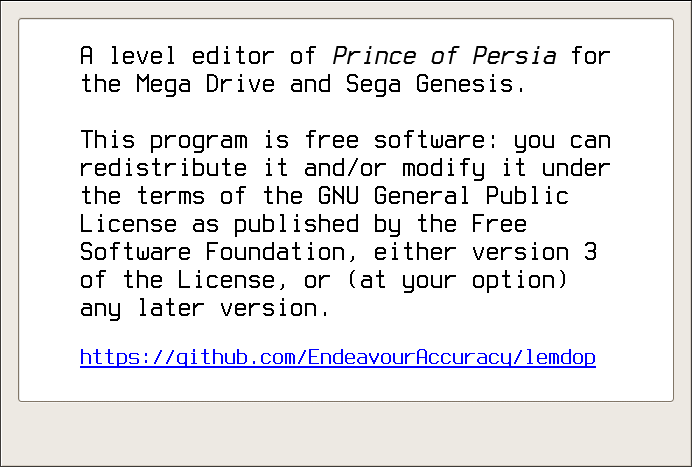 A level editor of Prince of Persia for
the Mega Drive and Sega Genesis.
This program is free software: you can
redistribute it and/or modify it under
the terms of the GNU General Public
License as published by the Free
Software Foundation, either version 3
of the License, or (at your option)
any later version.
https://github.com/EndeavourAccuracy/lemdop